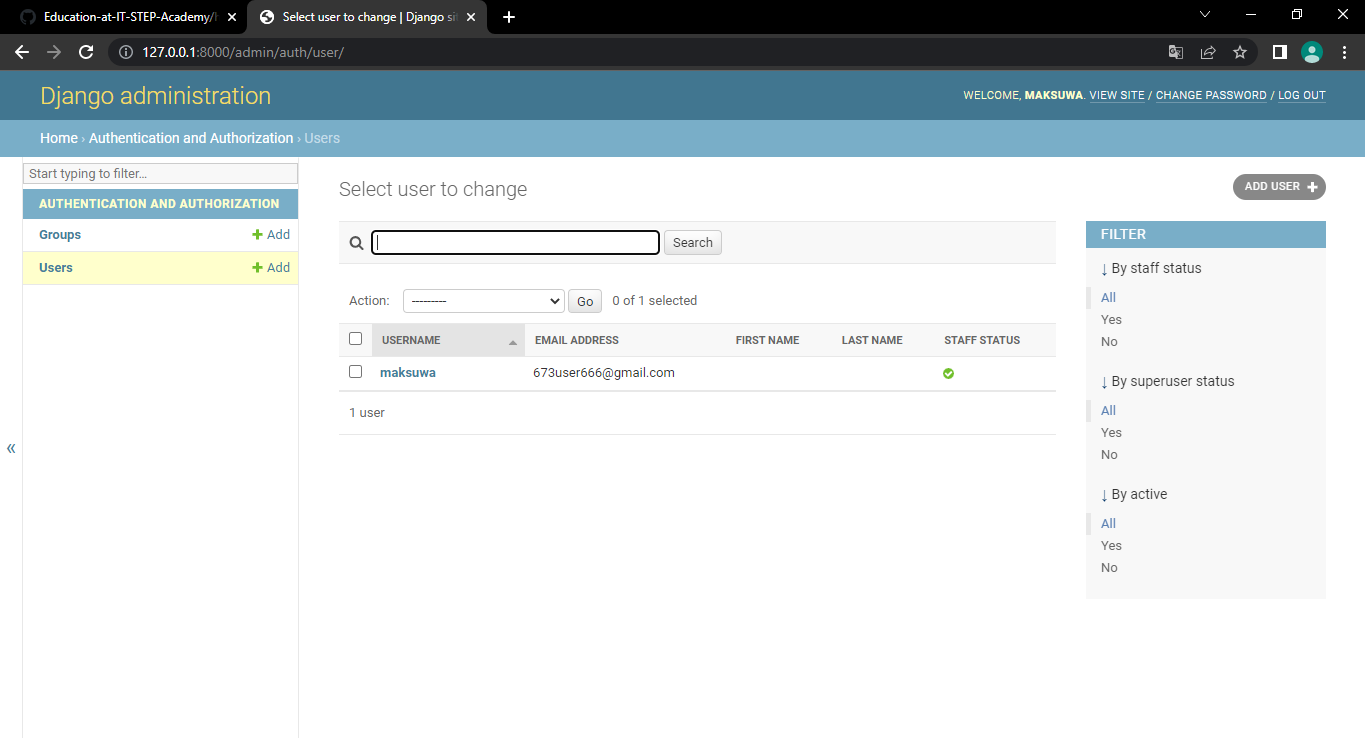 Education-at-IT-STEP-Academy/
Select user to change | Django si
127.0.0.1:8000/admin/auth/user/
Django administration
WELCOME, MAKSUWA. VIEW SITE / CHANGE PASSWORD / LOG OUT
Home › Authentication and Authorization › Users
Start typing to filter...
AUTHENTICATION AND AUTHORIZATION
Groups + Add
Users + Add
«
Select user to change
ADD USER +
Search
Action: --------- Go 0 of 1 selected
USERNAME EMAIL ADDRESS FIRST NAME LAST NAME STAFF STATUS
maksuwa 673user666@gmail.com
1 user
FILTER
↓ By staff status
All
Yes
No
↓ By superuser status
All
Yes
No
↓ By active
All
Yes
No